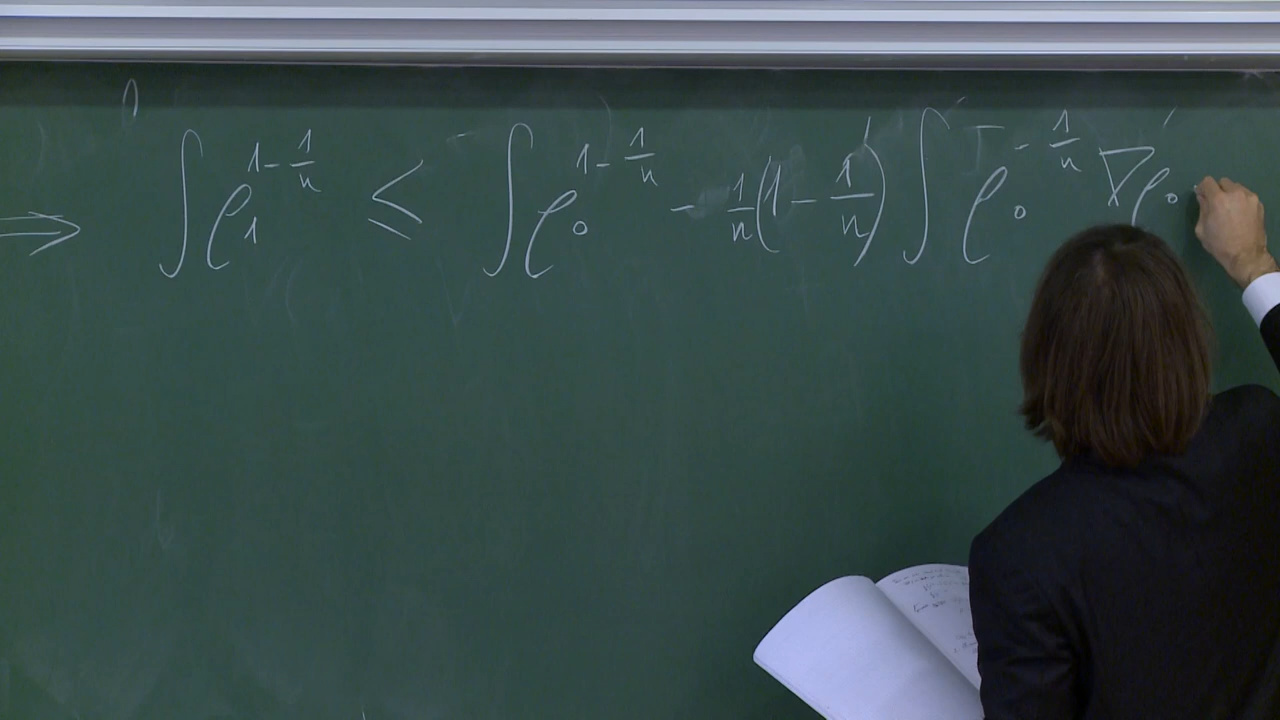 ⟹ ∫ρ₁^{1-1/n} ≤ ∫ρ₀^{1-1/n} - 1/n(1-1/n) ∫ρ₀^{-1/n} ∇ρ₀